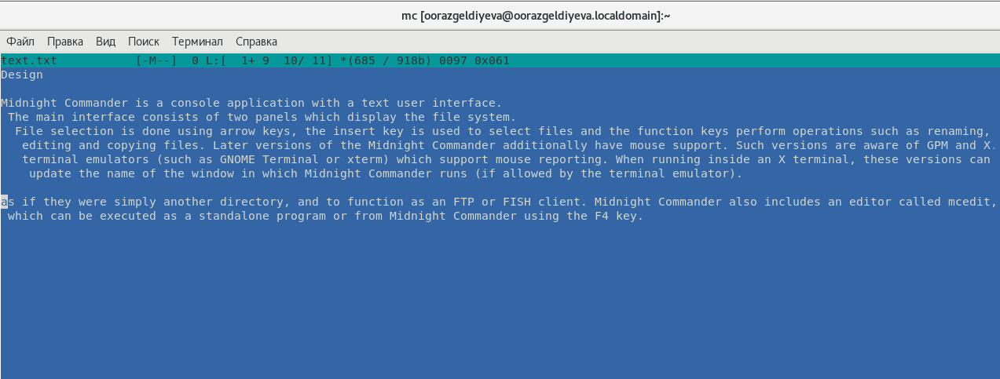 mc [oorazgeldiyeva@oorazgeldiyeva.localdomain]:~
Файл Правка Вид Поиск Терминал Справка
text.txt [-M--] 0 L:[ 1+ 9 10/ 11] *(685 / 918b) 0097 0x061
Design
Midnight Commander is a console application with a text user interface.
The main interface consists of two panels which display the file system.
File selection is done using arrow keys, the insert key is used to select files and the function keys perform operations such as renaming,
editing and copying files. Later versions of the Midnight Commander additionally have mouse support. Such versions are aware of GPM and X.
terminal emulators (such as GNOME Terminal or xterm) which support mouse reporting. When running inside an X terminal, these versions can
update the name of the window in which Midnight Commander runs (if allowed by the terminal emulator).
as if they were simply another directory, and to function as an FTP or FISH client. Midnight Commander also includes an editor called mcedit,
which can be executed as a standalone program or from Midnight Commander using the F4 key.